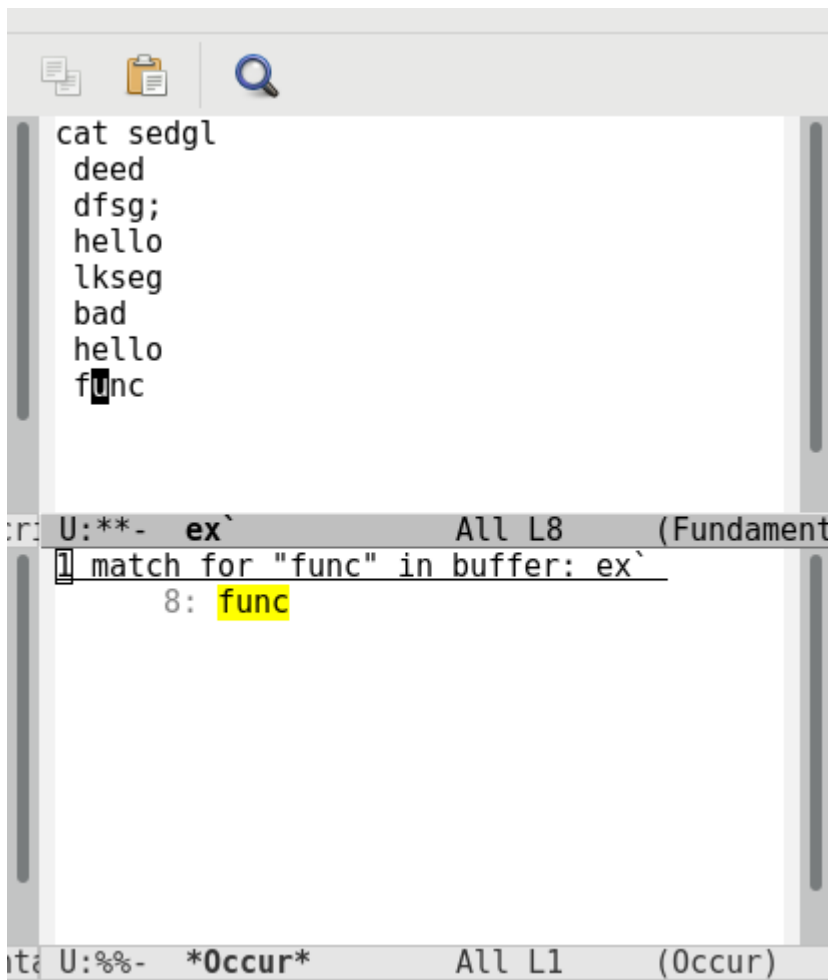 cat sedgl
deed
dfsg;
hello
lkseg
bad
hello
func
U:**-  ex`  All L8  (Fundament
1 match for "func" in buffer: ex`
8: func
U:%%-  *Occur*  All L1  (Occur)